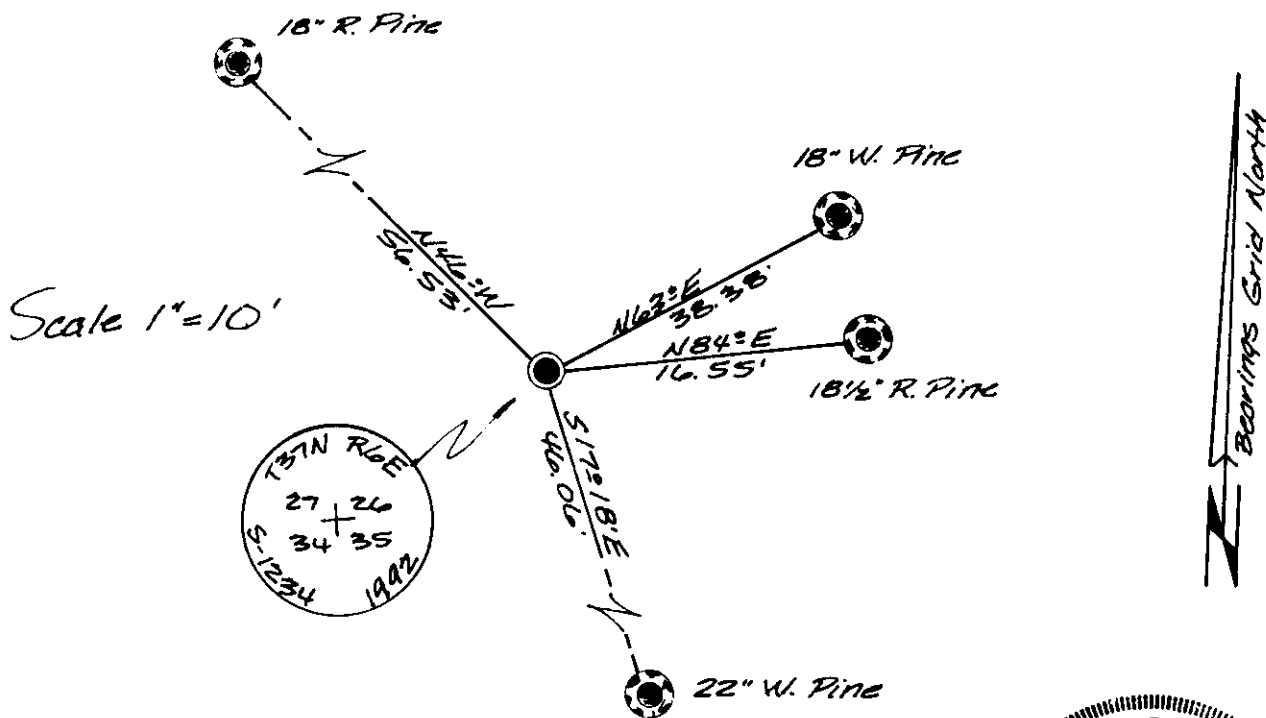 18" R. Pine
18" W. Pine
N46±W
56.53'
Scale 1"=10'
N63±E
38.38'
N84±E
16.55'
18½" R. Pine
S17°18'E
46.06'
T37N R6E
27 26
34 35
S-1234
1992
22" W. Pine
Bearings Grid North